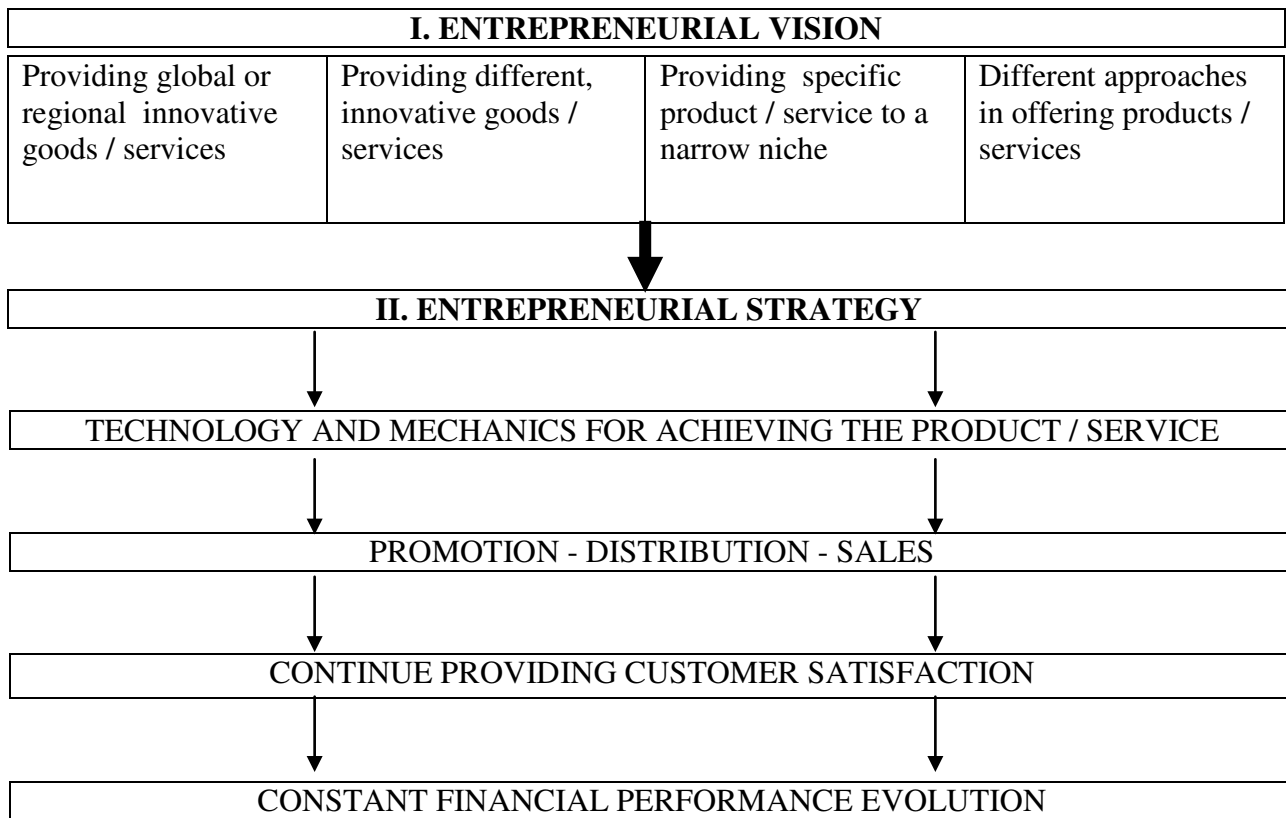 I. ENTREPRENEURIAL VISION
Providing global or
regional innovative
goods / services
Providing different,
innovative goods /
services
Providing specific
product / service to a
narrow niche
Different approaches
in offering products /
services
II. ENTREPRENEURIAL STRATEGY
TECHNOLOGY AND MECHANICS FOR ACHIEVING THE PRODUCT / SERVICE
PROMOTION - DISTRIBUTION - SALES
CONTINUE PROVIDING CUSTOMER SATISFACTION
CONSTANT FINANCIAL PERFORMANCE EVOLUTION